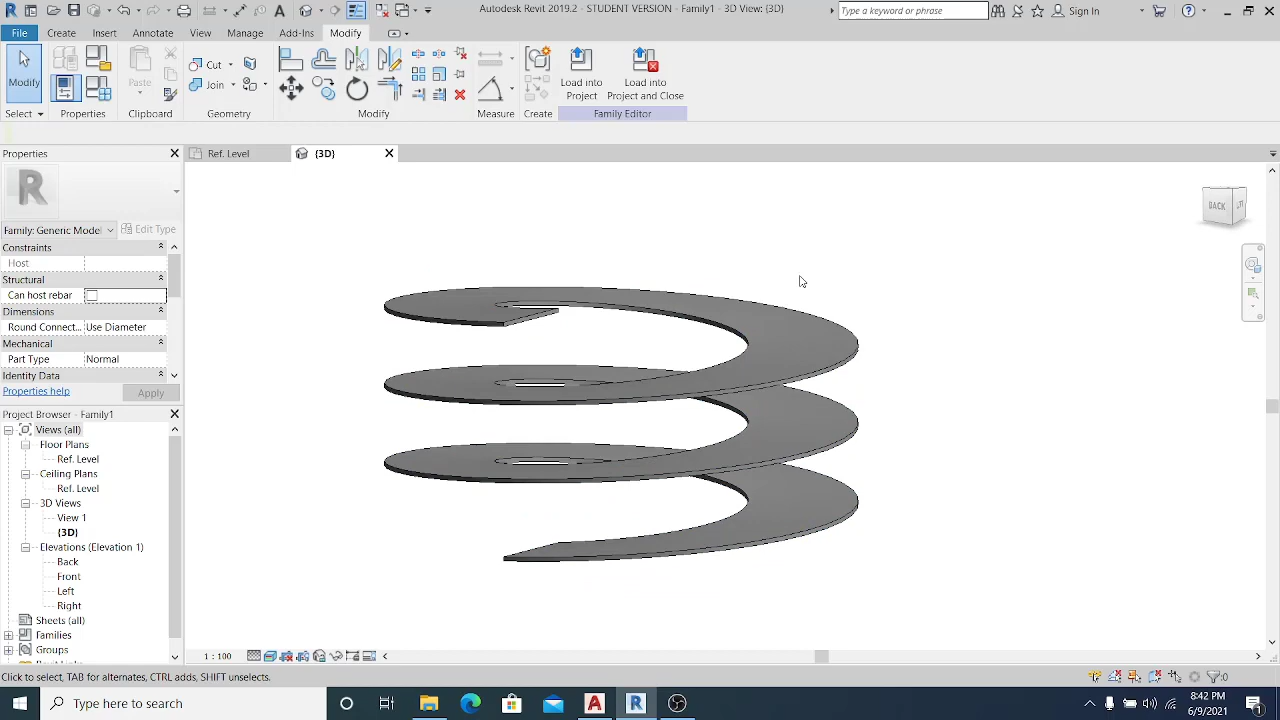 Autodesk Revit 2019.2 - STUDENT VERSION - Family1 - 3D View: {3D}
Type a keyword or phrase
Sign In
File Create Insert Annotate View Manage Add-Ins Modify
Modify
Paste
Cut
Join
Load into
Project
Load into
Project and Close
Select
Properties
Clipboard
Geometry
Modify
Measure
Create
Family Editor
Properties
Ref. Level
{3D}
R
BACK
Family: Generic Model
Edit Type
Constraints
Host
Structural
Can host rebar
Dimensions
Round Connect... Use Diameter
Mechanical
Part Type Normal
Identity Data
Properties help
Apply
Project Browser - Family1
Views (all)
Floor Plans
Ref. Level
Ceiling Plans
Ref. Level
3D Views
View 1
{3D}
Elevations (Elevation 1)
Back
Front
Left
Right
Sheets (all)
Families
Groups
1 : 100
Click to select, TAB for alternates, CTRL adds, SHIFT unselects.
:0
Type here to search
8:42 PM
6/9/2021